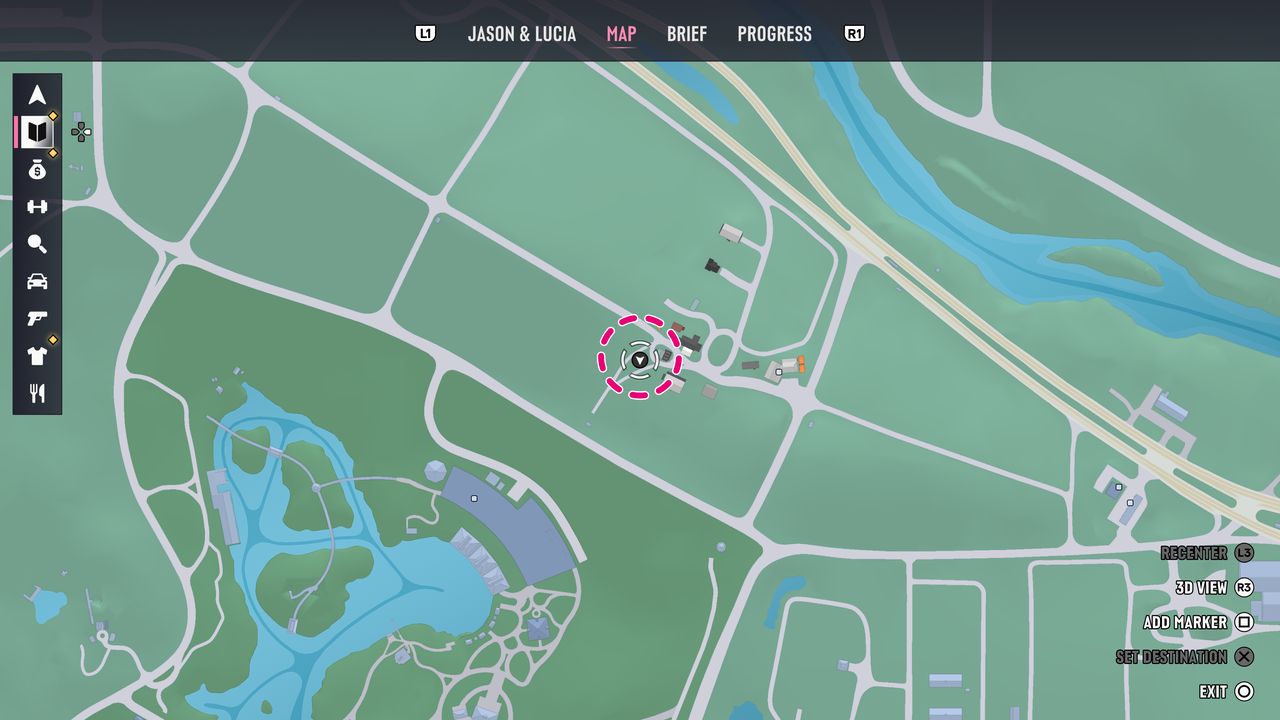 L1 JASON & LUCIA MAP BRIEF PROGRESS R1
$
RECENTER L3
3D VIEW R3
ADD MARKER
SET DESTINATION
EXIT